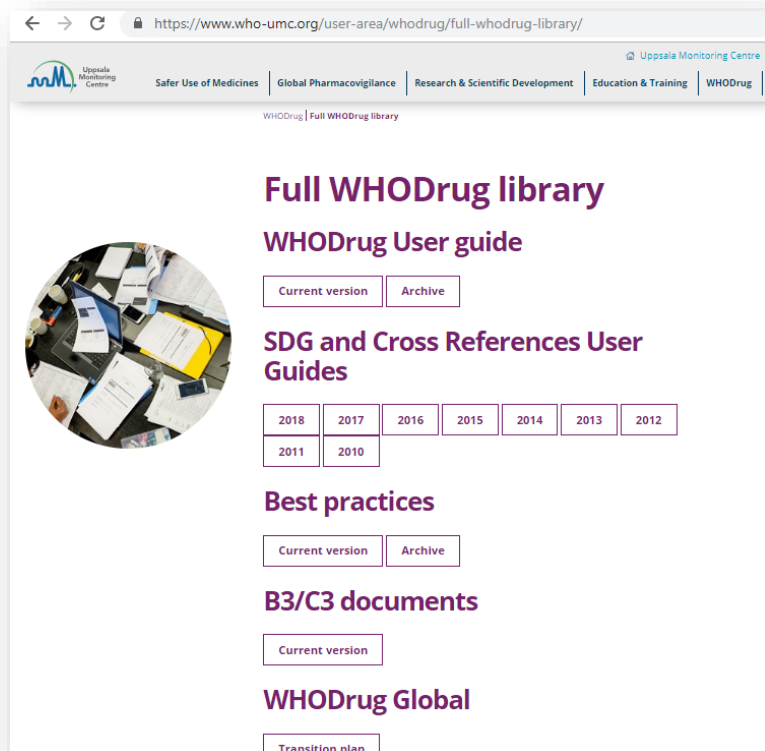 https://www.who-umc.org/user-area/whodrug/full-whodrug-library/
Uppsala Monitoring Centre
Uppsala
Monitoring
Centre
Safer Use of Medicines
Global Pharmacovigilance
Research & Scientific Development
Education & Training
WHODrug
WHODrug | Full WHODrug library
Full WHODrug library
WHODrug User guide
Current version
Archive
SDG and Cross References User
Guides
2018
2017
2016
2015
2014
2013
2012
2011
2010
Best practices
Current version
Archive
B3/C3 documents
Current version
WHODrug Global
Transition plan